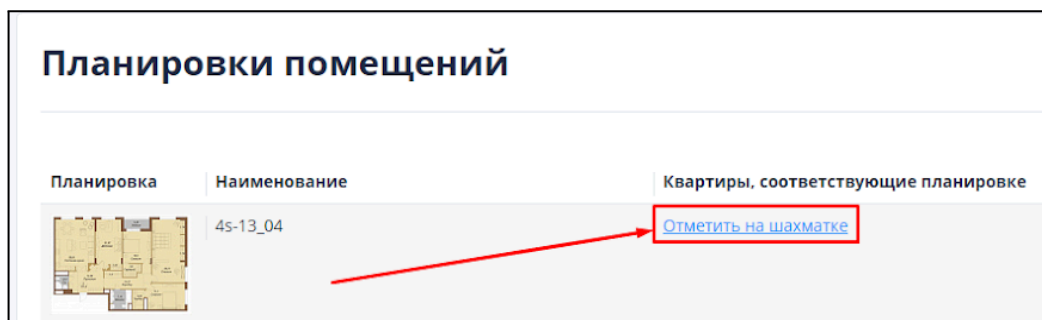 Планировки помещений
Планировка Наименование Квартиры, соответствующие планировке
4s-13_04 Отметить на шахматке